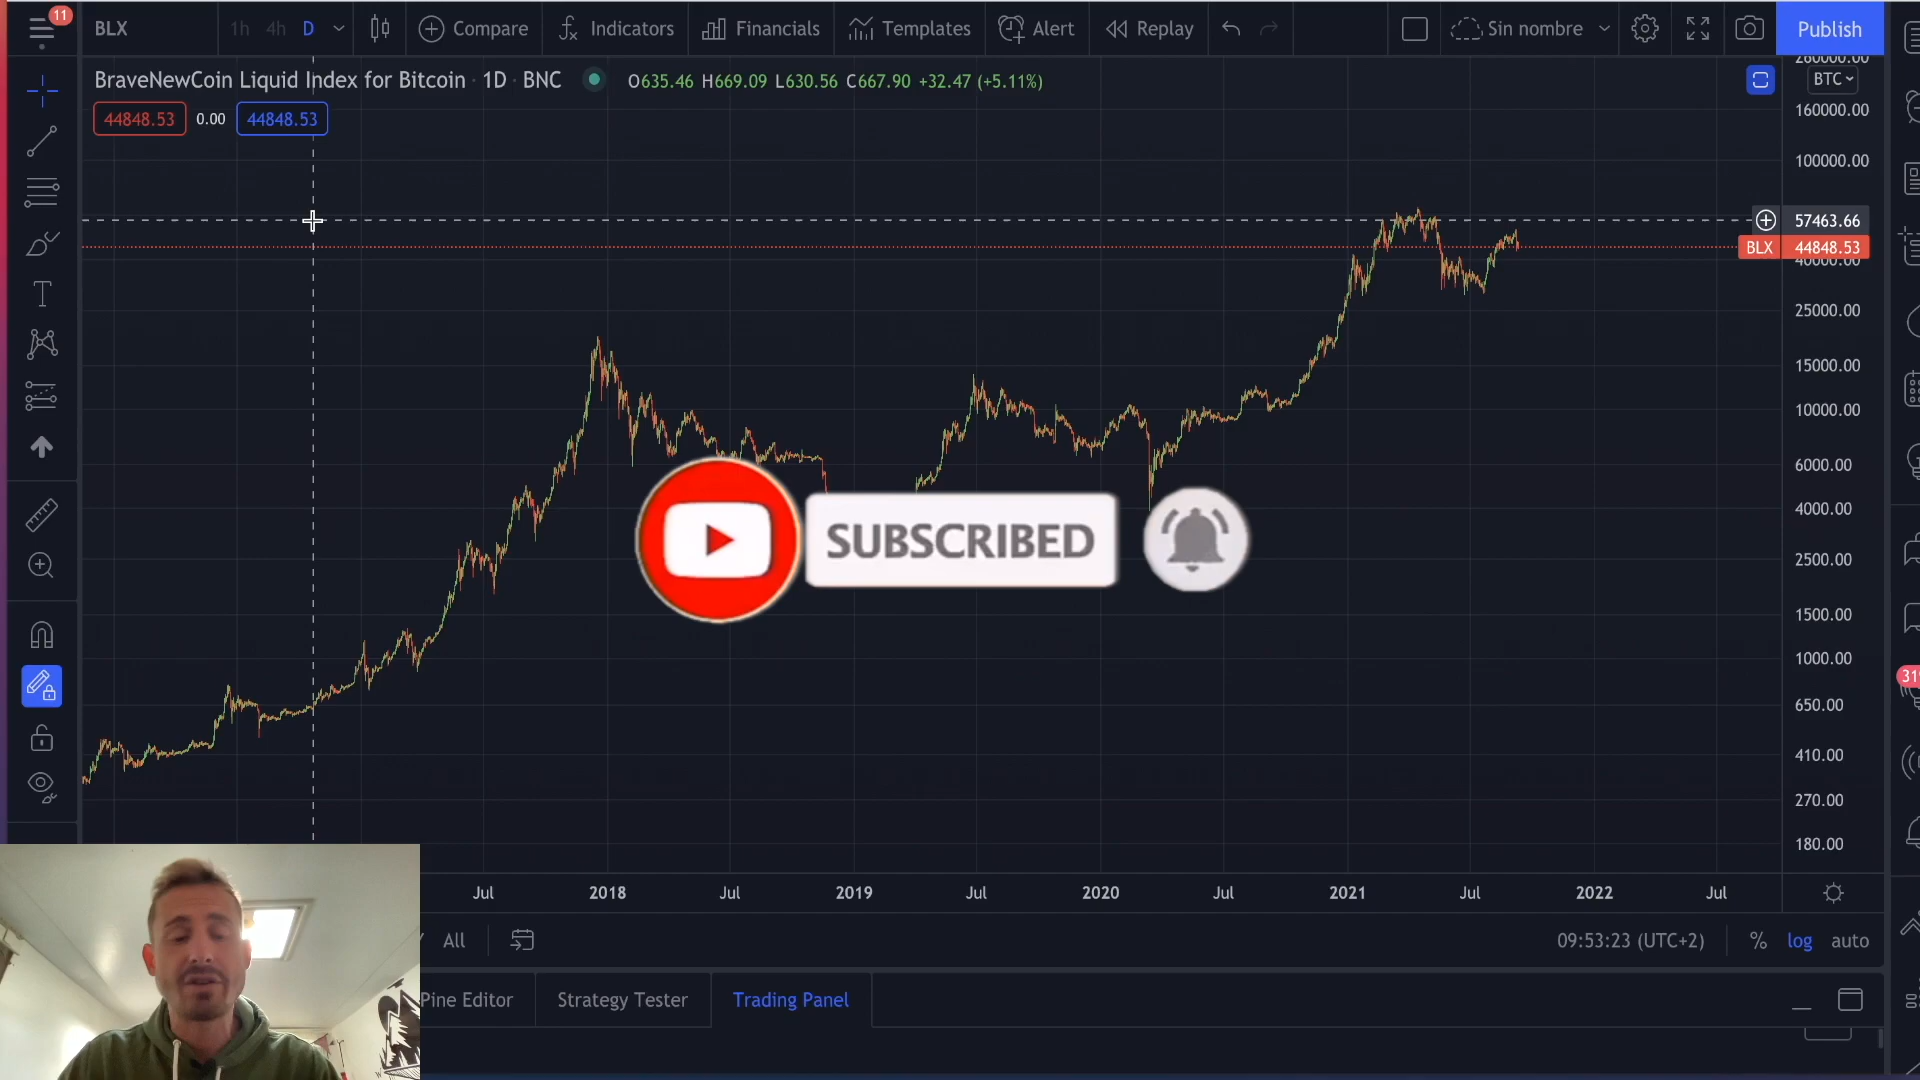 11
BLX 1h 4h D Compare Indicators Financials Templates Alert Replay Sin nombre Publish
BraveNewCoin Liquid Index for Bitcoin · 1D · BNC O635.46 H669.09 L630.56 C667.90 +32.47 (+5.11%)
44848.53 0.00 44848.53
BTC
260000.00
160000.00
100000.00
57463.66
BLX 44848.53
40000.00
25000.00
15000.00
10000.00
6000.00
4000.00
2500.00
1500.00
1000.00
650.00
410.00
270.00
180.00
SUBSCRIBED
Jul 2018 Jul 2019 Jul 2020 Jul 2021 Jul 2022 Jul
All 09:53:23 (UTC+2) % log auto
Pine Editor Strategy Tester Trading Panel